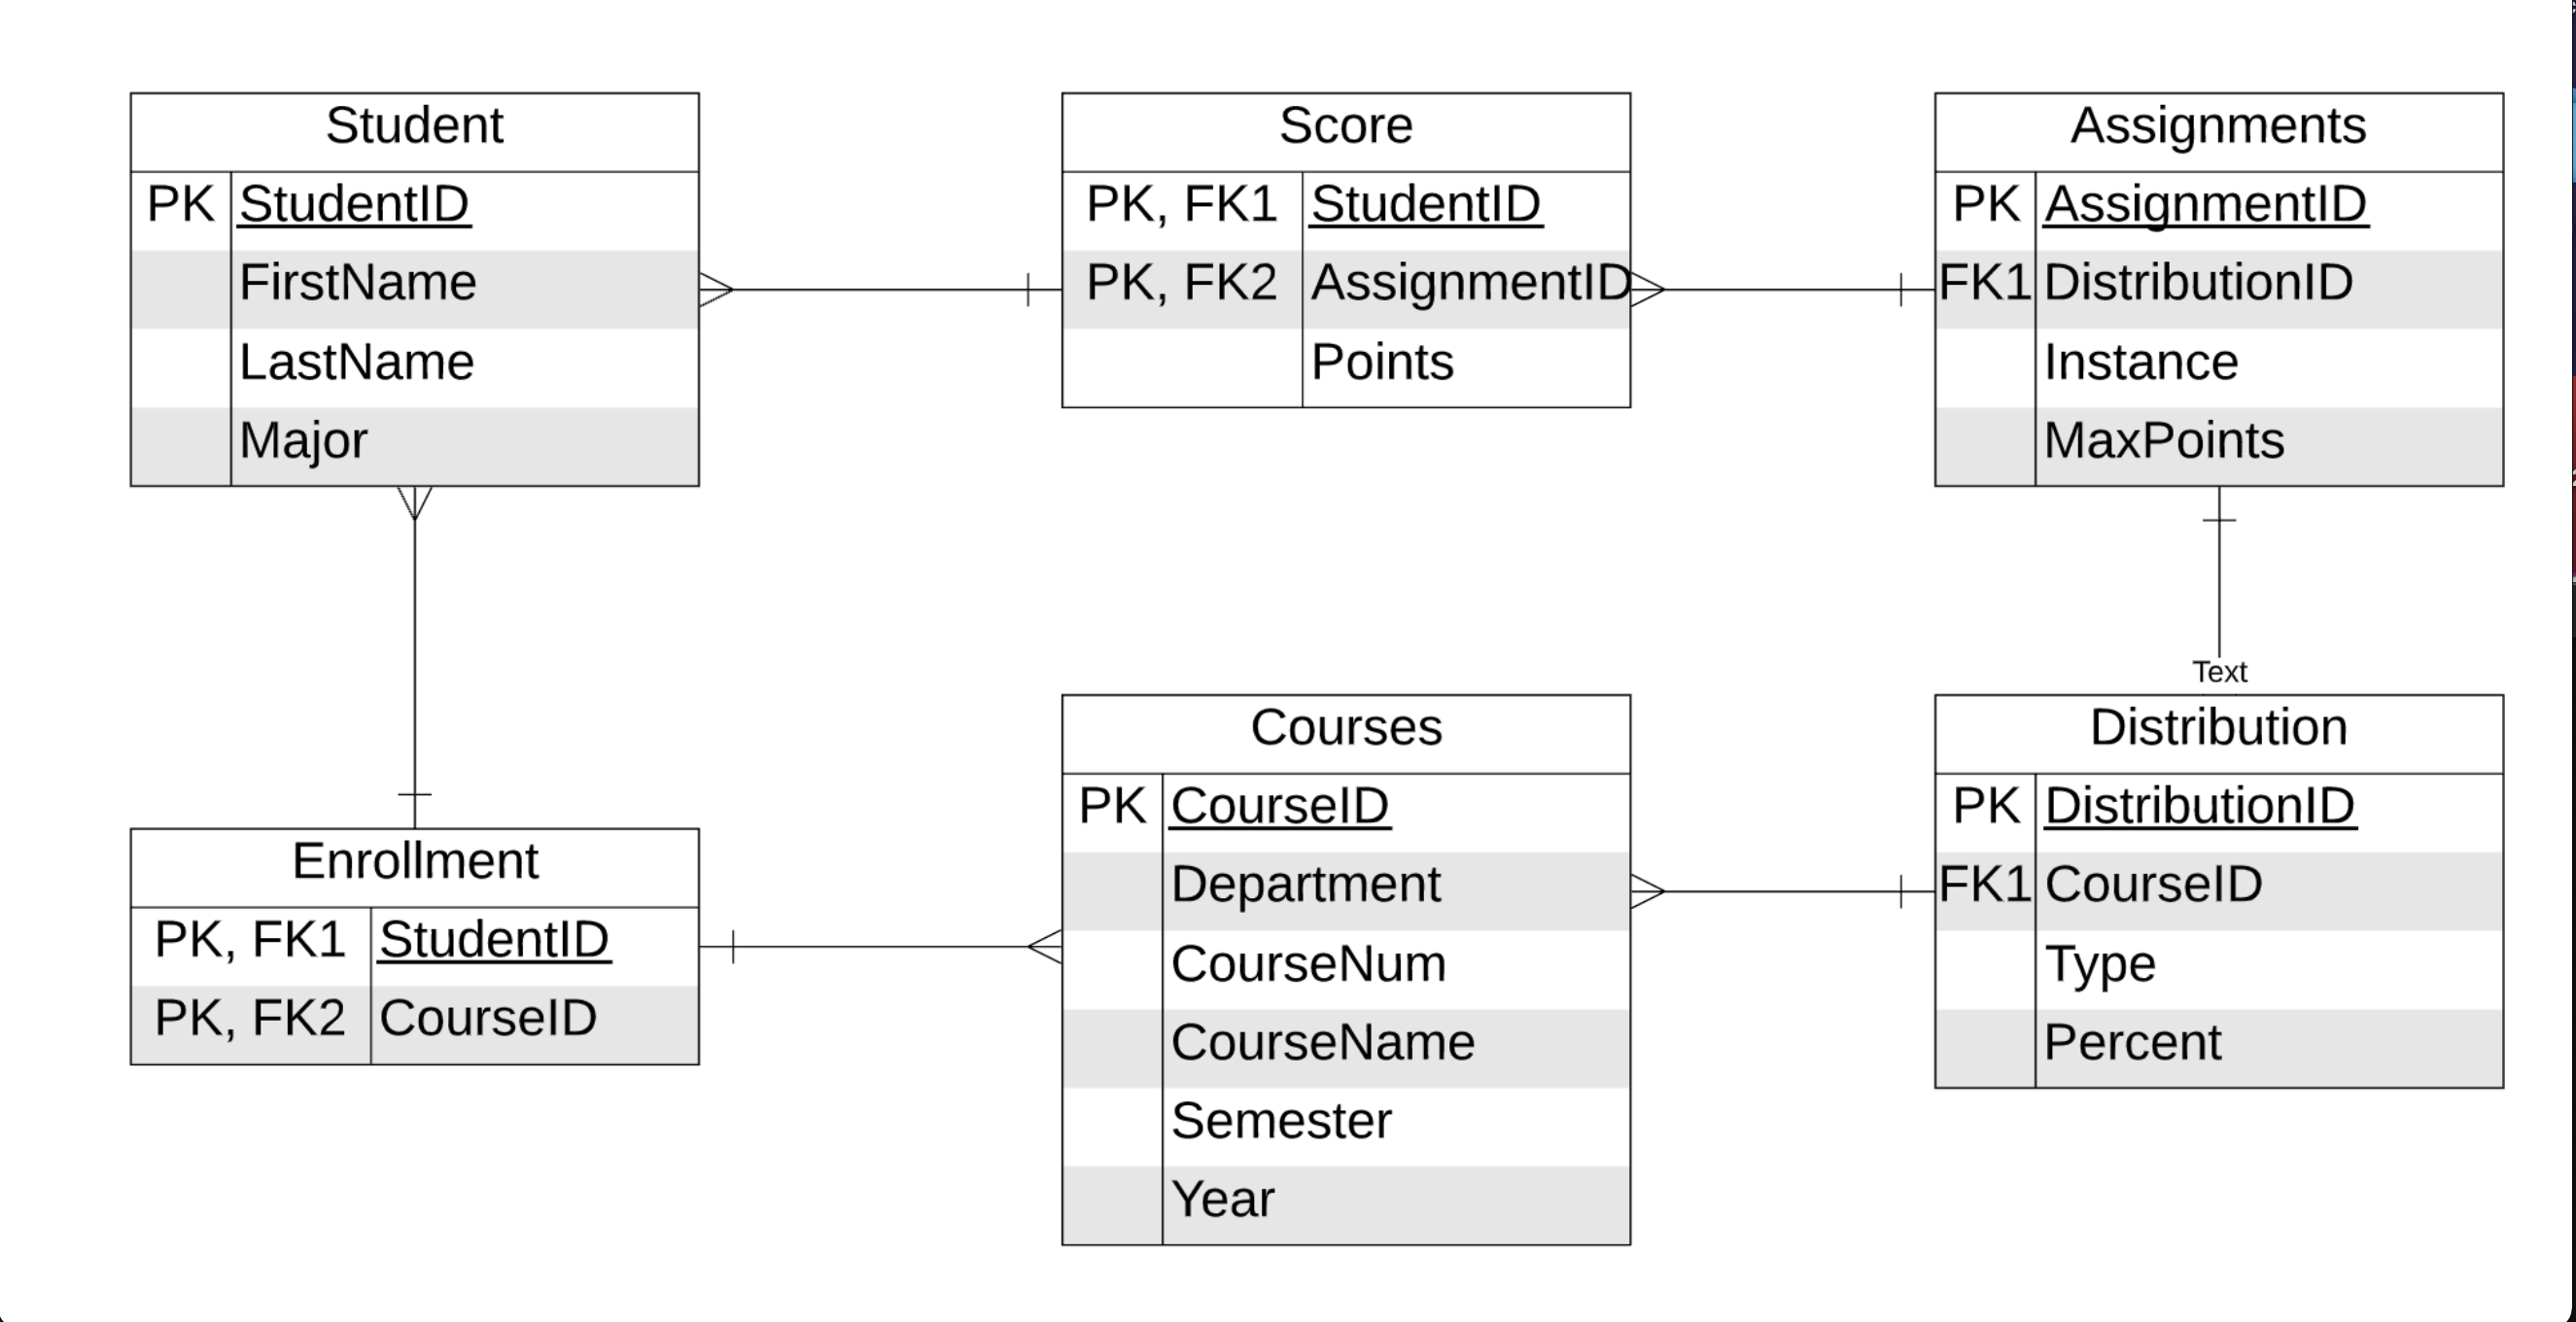 Student
PK StudentID
FirstName
LastName
Major
Score
PK, FK1 StudentID
PK, FK2 AssignmentID
Points
Assignments
PK AssignmentID
FK1 DistributionID
Instance
MaxPoints
Text
Enrollment
PK, FK1 StudentID
PK, FK2 CourseID
Courses
PK CourseID
Department
CourseNum
CourseName
Semester
Year
Distribution
PK DistributionID
FK1 CourseID
Type
Percent